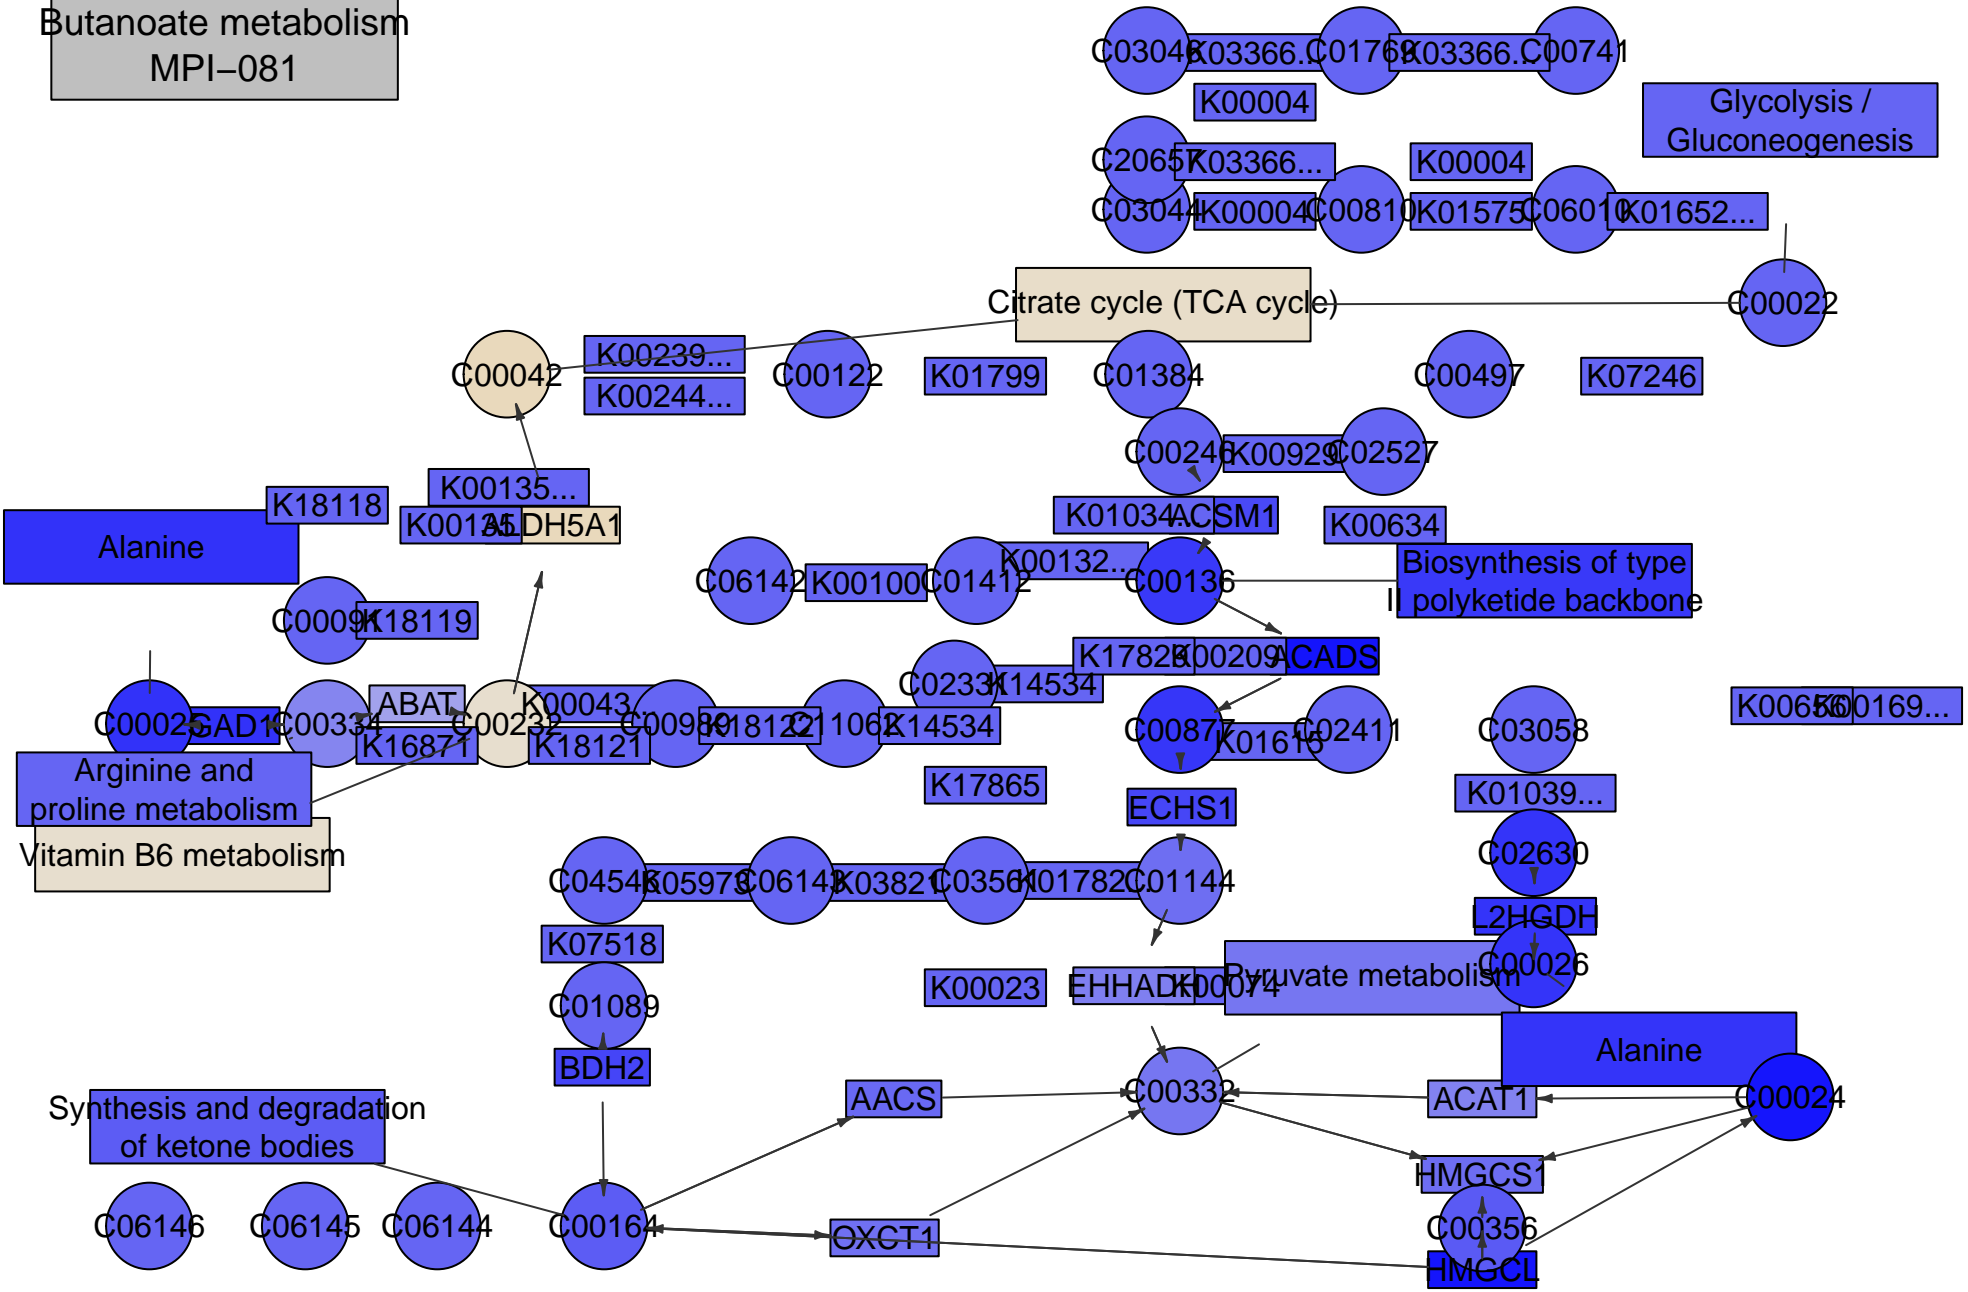 Butanoate metabolism
MPI−081
C03046
K03366...
C01769
K03366...
C00741
K00004
Glycolysis /
Gluconeogenesis
C20657
K03366...
K00004
C03044
K00004
C00810
K01575
C06010
K01652...
Citrate cycle (TCA cycle)
C00022
C00042
K00239...
K00244...
C00122
K01799
C01384
C00497
K07246
C00246
K00929
C02527
K00135...
K18118
K00135
ALDH5A1
K01034...
ACSM1
K00634
Alanine
C06142
K00100
C01412
K00132...
C00136
Biosynthesis of type
II polyketide backbone
C00091
K18119
K17829
K00209
ACADS
C02331
K14534
C00025
GAD1
C00334
ABAT
K16871
C00232
K00043...
K18121
C00989
K18122
C11062
K14534
C00877
K01615
C02411
C03058
K00656
K00169...
Arginine and
proline metabolism
K17865
ECHS1
K01039...
Vitamin B6 metabolism
C02630
C04546
K05973
C06143
K03821
C03561
K01782...
C01144
L2HGDH
K07518
C00026
C01089
K00023
EHHADH
K00074
Pyruvate metabolism
BDH2
Alanine
Synthesis and degradation
of ketone bodies
AACS
C00332
ACAT1
C00024
HMGCS1
C06146
C06145
C06144
C00164
OXCT1
C00356
HMGCL